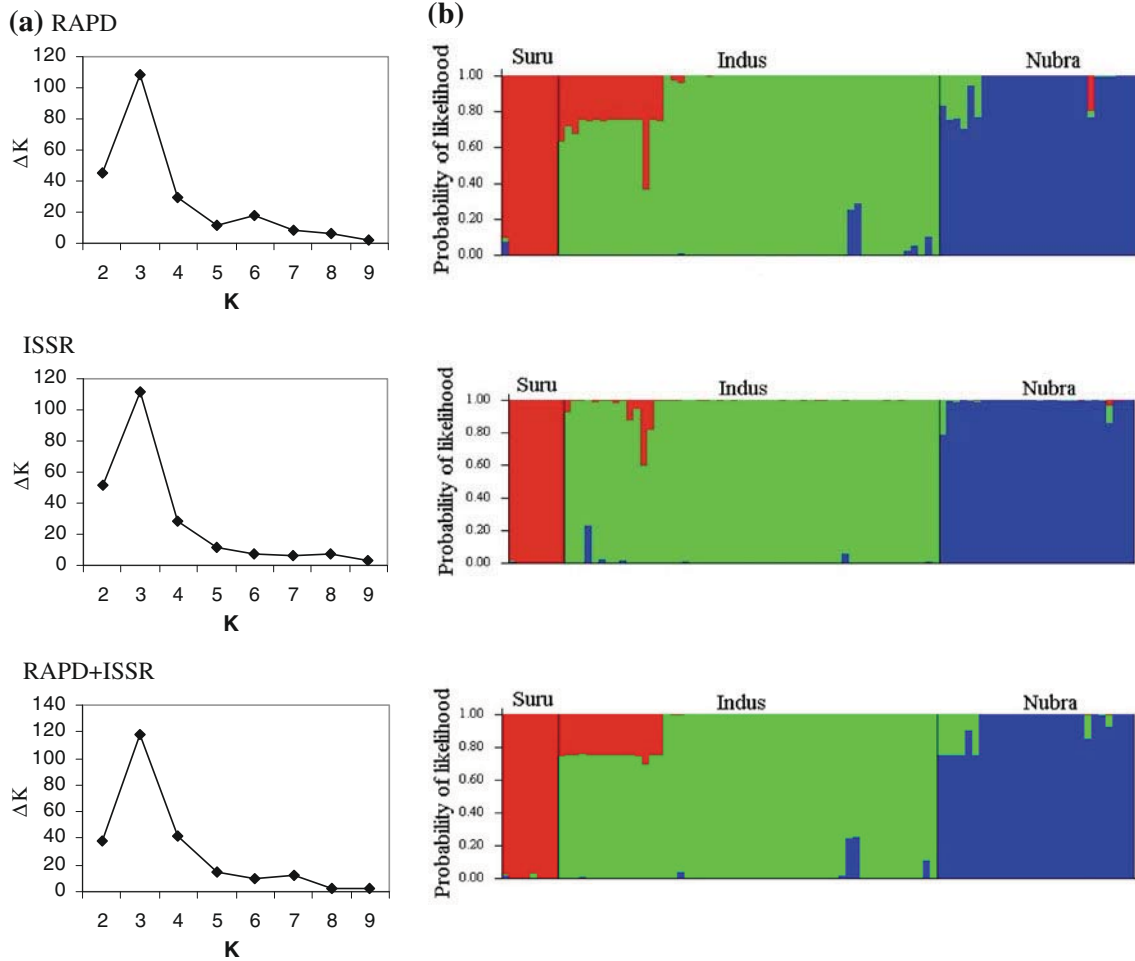 (a) RAPD
120
100
80
60
40
20
0
ΔK
2 3 4 5 6 7 8 9
K
(b)
Suru Indus Nubra
1.00
0.80
0.60
0.40
0.20
0.00
Probability of likelihood
ISSR
120
100
80
60
40
20
0
ΔK
2 3 4 5 6 7 8 9
K
Suru Indus Nubra
1.00
0.80
0.60
0.40
0.20
0.00
Probability of likelihood
RAPD+ISSR
140
120
100
80
60
40
20
0
ΔK
2 3 4 5 6 7 8 9
K
Suru Indus Nubra
1.00
0.80
0.60
0.40
0.20
0.00
Probability of likelihood